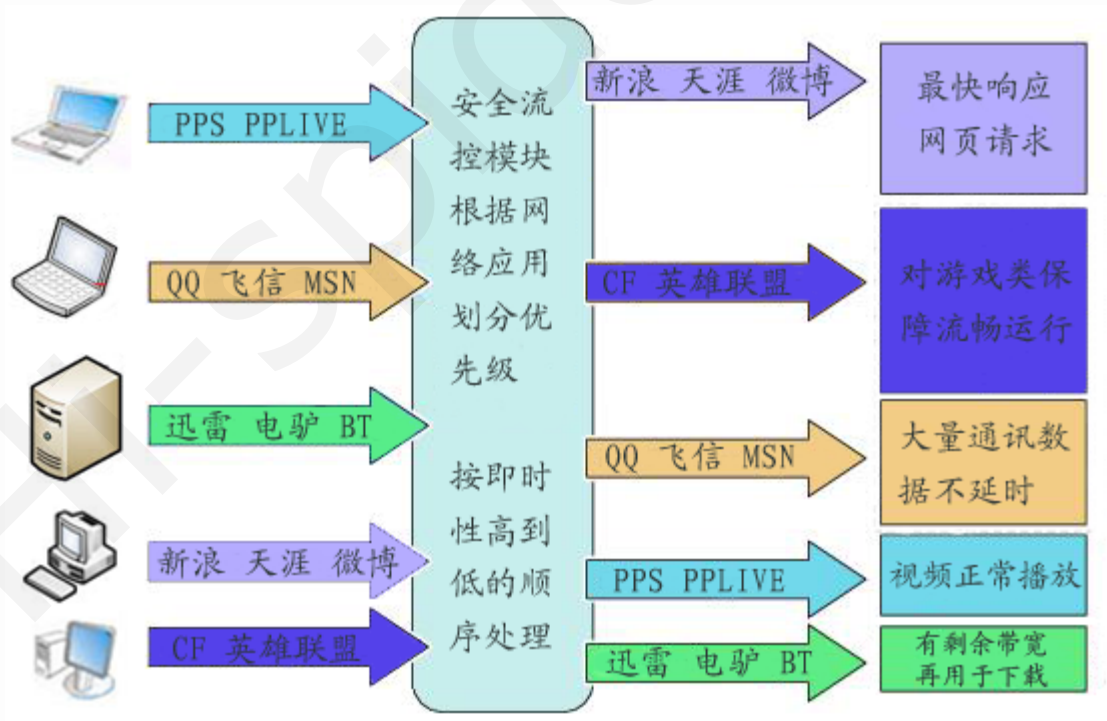 PPS PPLIVE
QQ 飞信 MSN
迅雷 电驴 BT
新浪 天涯 微博
CF 英雄联盟
安全流
控模块
根据网
络应用
划分优
先级
按即时
性高到
低的顺
序处理
新浪 天涯 微博
CF 英雄联盟
QQ 飞信 MSN
PPS PPLIVE
迅雷 电驴 BT
最快响应
网页请求
对游戏类保
障流畅运行
大量通讯数
据不延时
视频正常播放
有剩余带宽
再用于下载